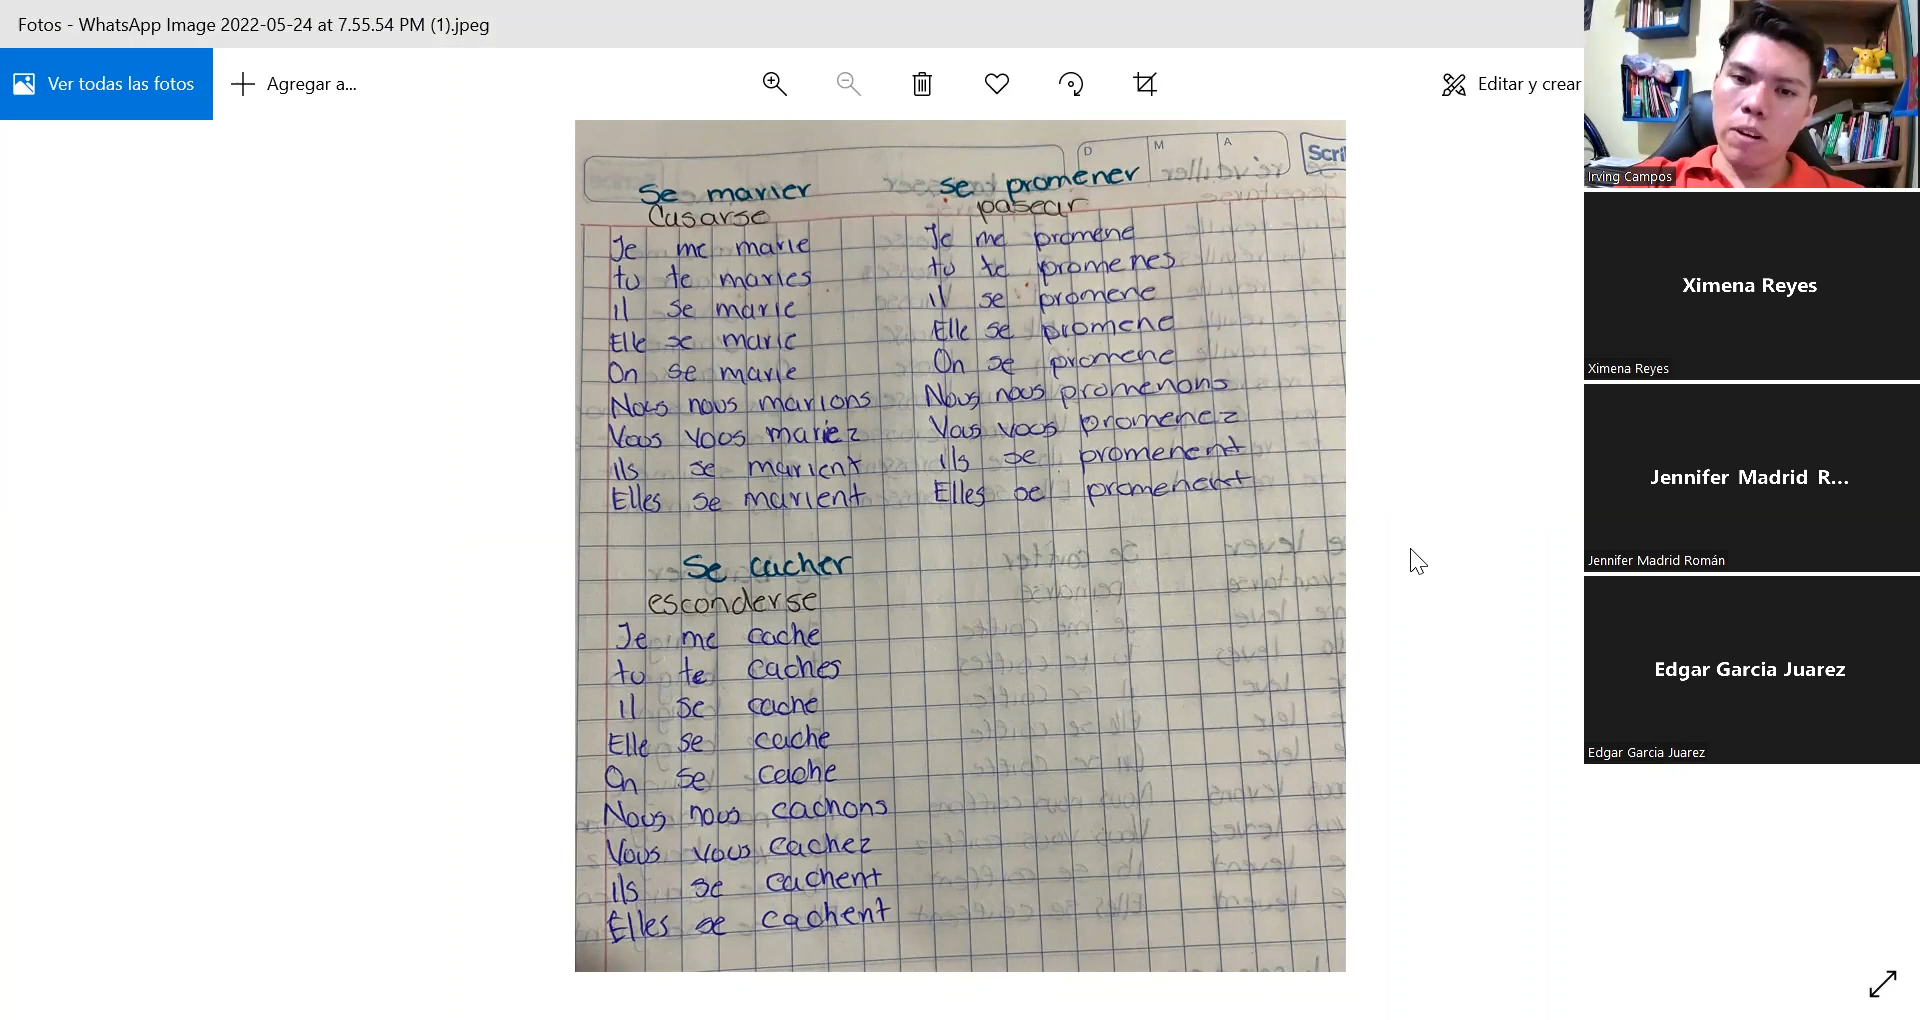 Fotos - WhatsApp Image 2022-05-24 at 7.55.54 PM (1).jpeg
Ver todas las fotos
Agregar a...
Editar y crear
D M A
Scri
Se marier
Casarse
Je me marie
tu te maries
il se marie
Elle se marie
On se marie
Nous nous marions
Vous vous mariez
ils se marient
Elles se marient
se promener
pasear
Je me promene
tu te promenes
il se promene
Elle se promene
On se promene
Nous nous promenons
Vous vous promenez
ils se promenent
Elles se promenent
Se cacher
esconderse
Je me cache
tu te caches
il se cache
Elle se cache
On se cache
Nous nous cachons
Vous vous cachez
ils se cachent
Elles se cachent
Irving Campos
Ximena Reyes
Ximena Reyes
Jennifer Madrid R...
Jennifer Madrid Román
Edgar Garcia Juarez
Edgar Garcia Juarez